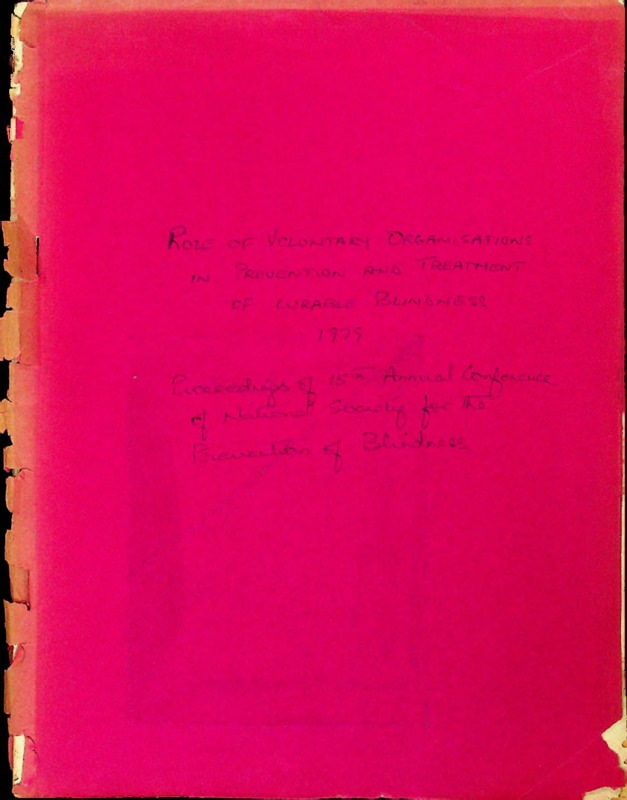 ROLE OF VOLUNTARY ORGANISATIONS
IN PREVENTION AND TREATMENT
OF CURABLE BLINDNESS
1979
Proceedings of 15th Annual Conference
of National Society for the
Prevention of Blindness